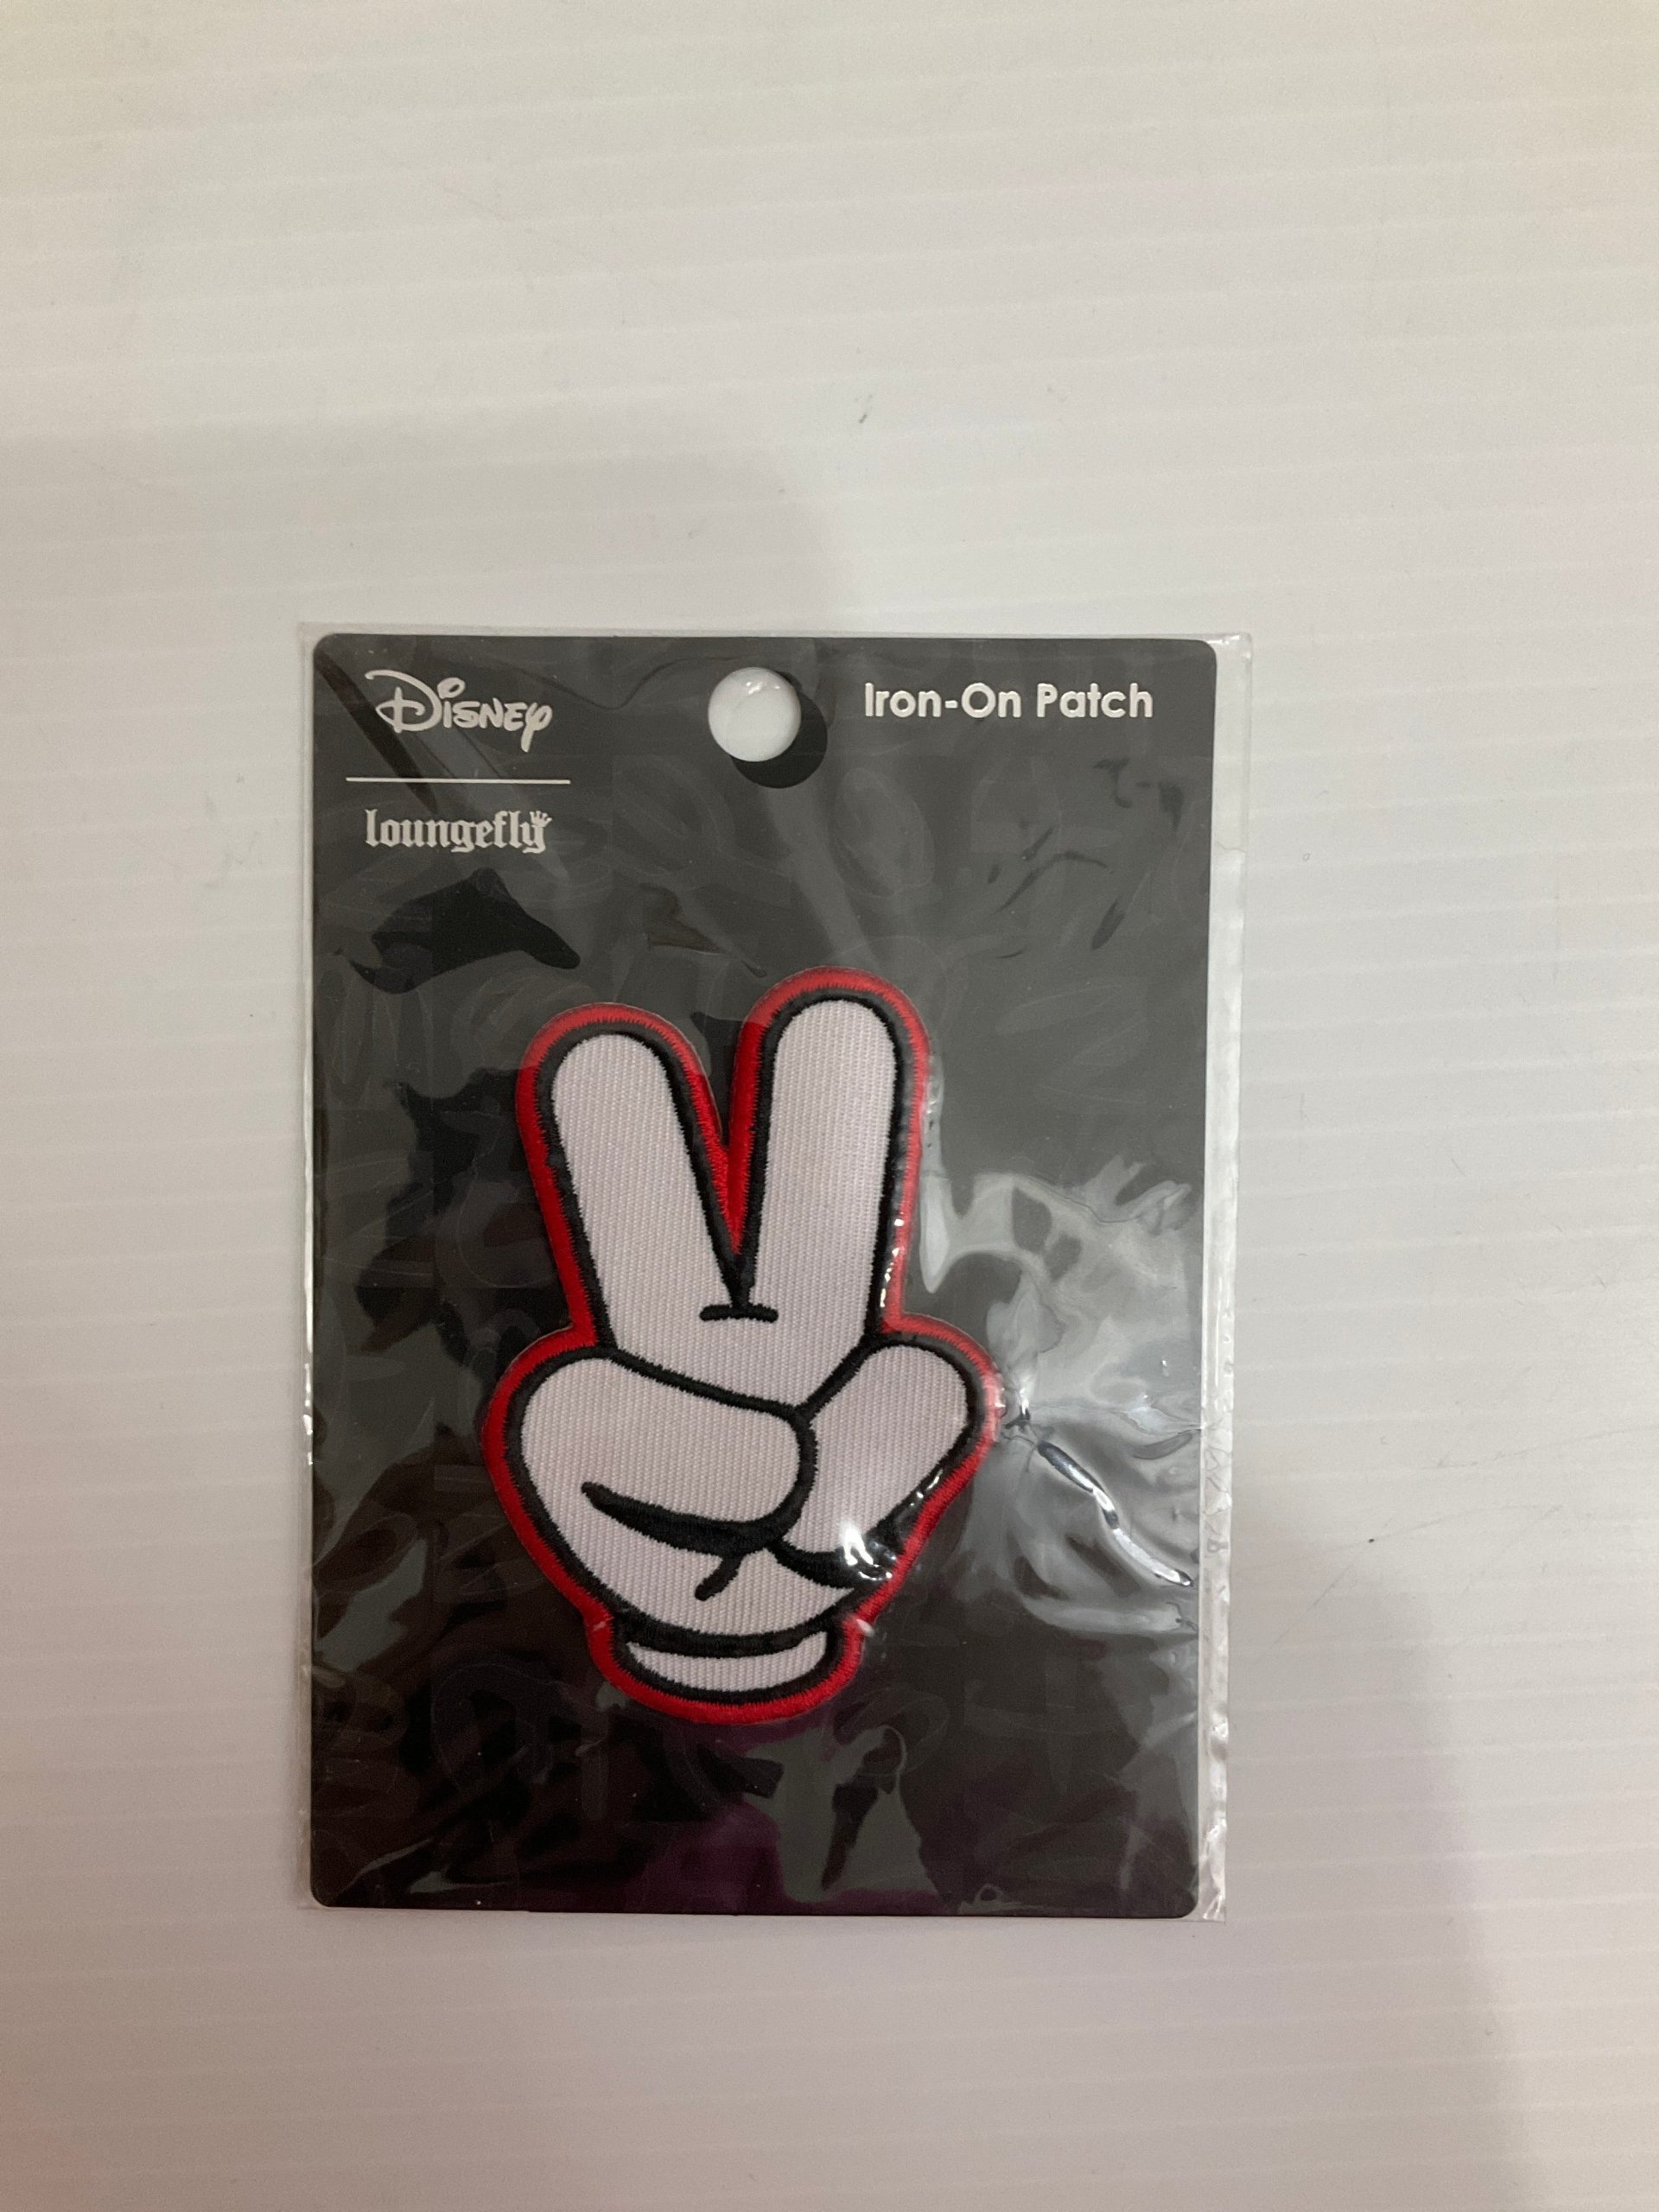 Disney
Iron-On Patch
loungefly